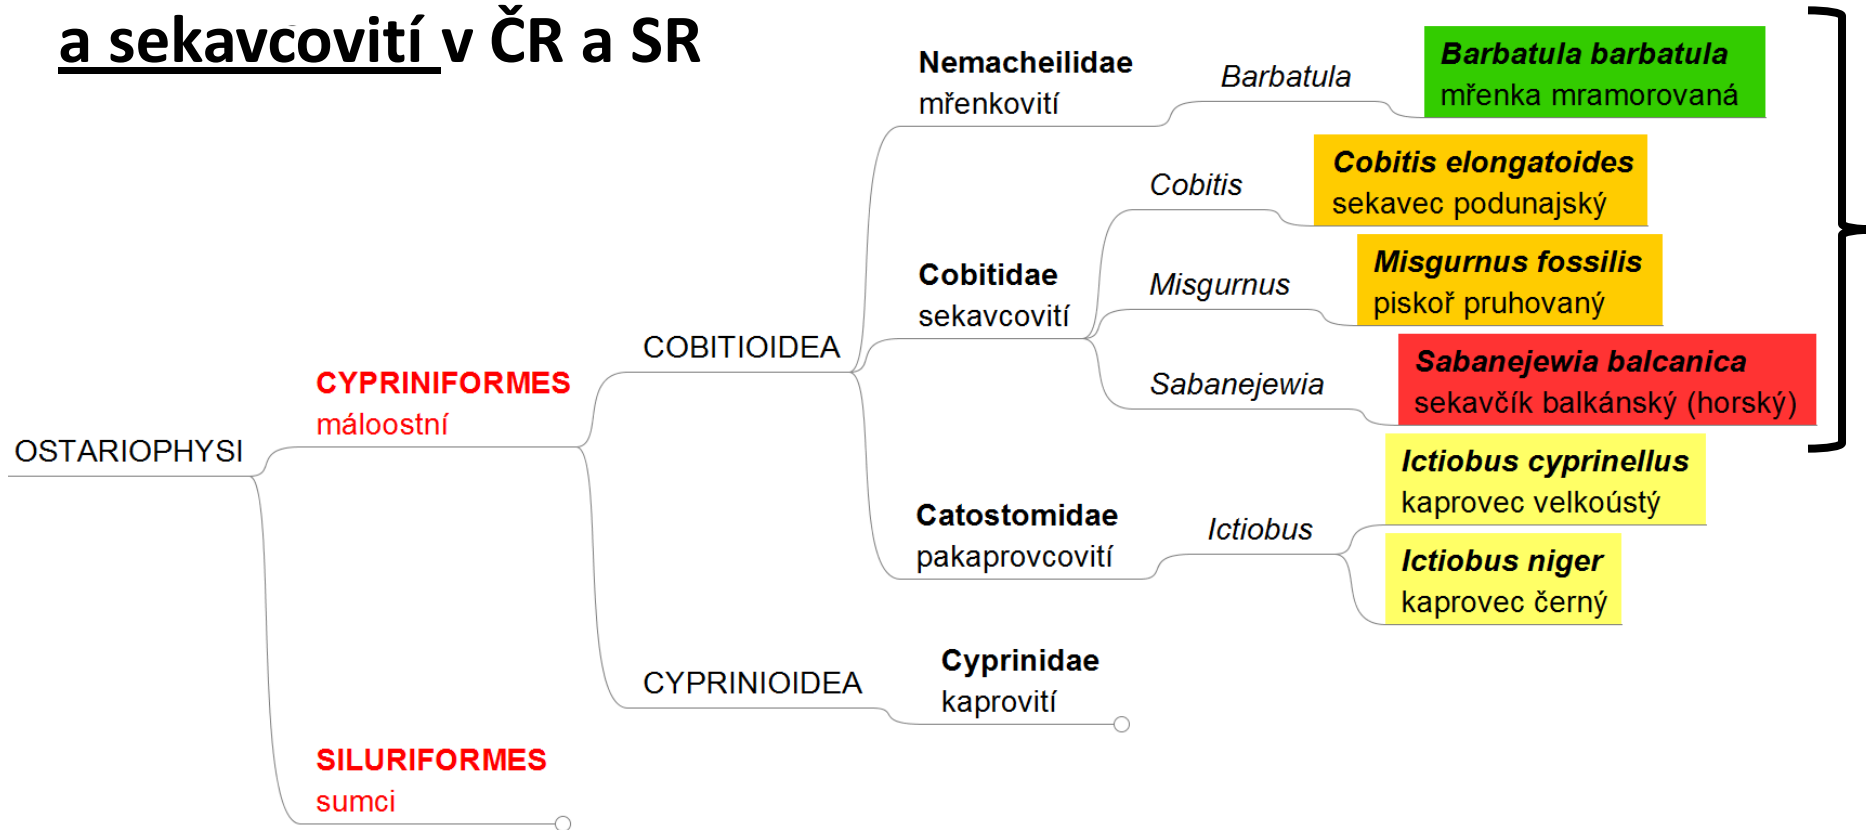 a sekavcovití v ČR a SR
Nemacheilidae
mřenkovití
Barbatula
Barbatula barbatula
mřenka mramorovaná
Cobitis
Cobitis elongatoides
sekavec podunajský
Cobitidae
sekavcovití
Misgurnus
Misgurnus fossilis
piskoř pruhovaný
COBITIOIDEA
Sabanejewia
Sabanejewia balcanica
sekavčík balkánský (horský)
CYPRINIFORMES
máloostní
OSTARIOPHYSI
Catostomidae
pakaprovcovití
Ictiobus
Ictiobus cyprinellus
kaprovec velkoústý
Ictiobus niger
kaprovec černý
CYPRINIOIDEA
Cyprinidae
kaprovití
SILURIFORMES
sumci